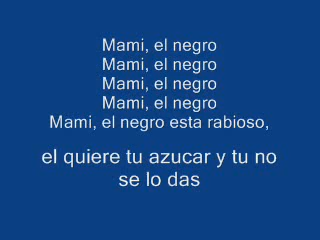 Mami, el negro
Mami, el negro
Mami, el negro
Mami, el negro
Mami, el negro esta rabioso,
el quiere tu azucar y tu no
se lo das